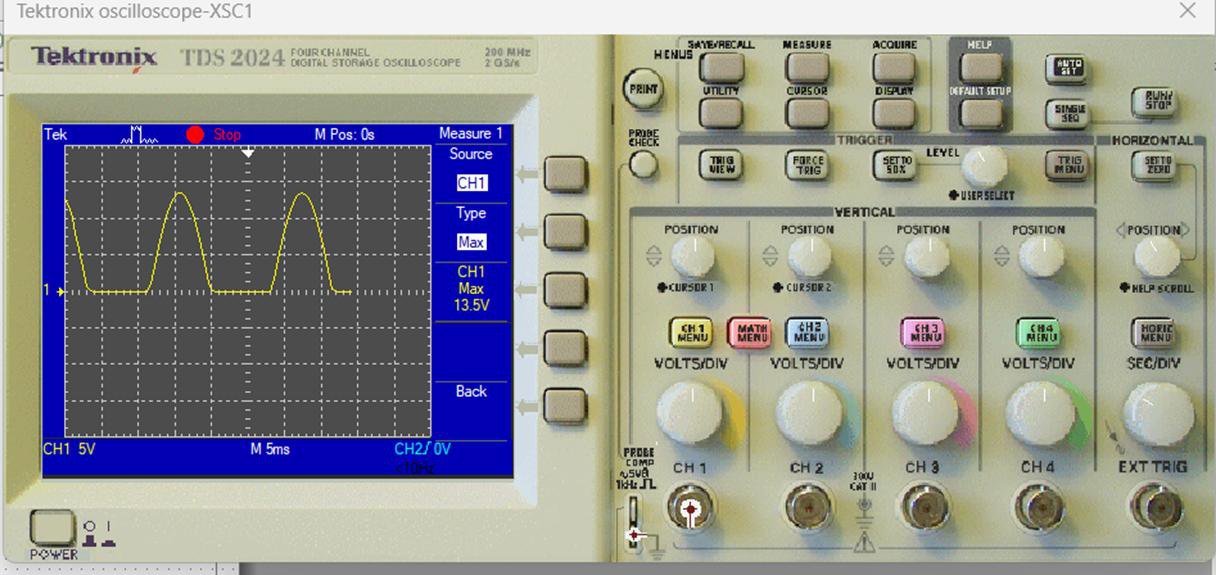 Tektronix oscilloscope-XSC1
Tektronix TDS 2024 FOUR CHANNEL DIGITAL STORAGE OSCILLOSCOPE 200 MHz 2 GS/s
Tek Stop M Pos: 0s Measure 1
Source
CH1
Type
Max
CH1
Max
13.5V
Back
1
CH1 5V M 5ms CH2 0V
<10Hz
POWER
MENUS
SAVE/RECALL MEASURE ACQUIRE HELP
PRINT
AUTO SET
UTILITY CURSOR DISPLAY DEFAULT SETUP
SINGLE SEQ
RUN/STOP
PROBE CHECK
TRIGGER
HORIZONTAL
TRIG VIEW
FORCE TRIG
SET TO 50%
LEVEL
USER SELECT
TRIG MENU
SET TO ZERO
VERTICAL
POSITION POSITION POSITION POSITION POSITION
CURSOR 1 CURSOR 2 HELP SCROLL
CH 1 MENU
MATH MENU
CH2 MENU
CH 3 MENU
CH4 MENU
HORIZ MENU
VOLTS/DIV VOLTS/DIV VOLTS/DIV VOLTS/DIV SEC/DIV
PROBE COMP
~5V
1kHz
CH 1 CH 2 CH 3 CH 4 EXT TRIG
300V
CAT II